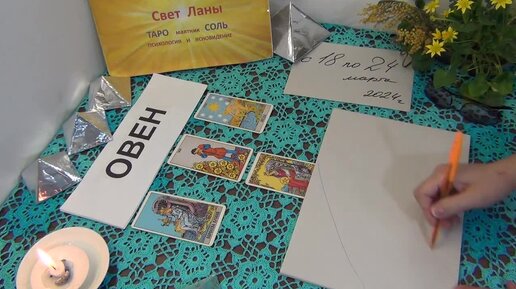 Свет Ланы
ТАРО маятник СОЛЬ
психология и ясновидение
с 18 по 24
марта
2024г.
ОВЕН